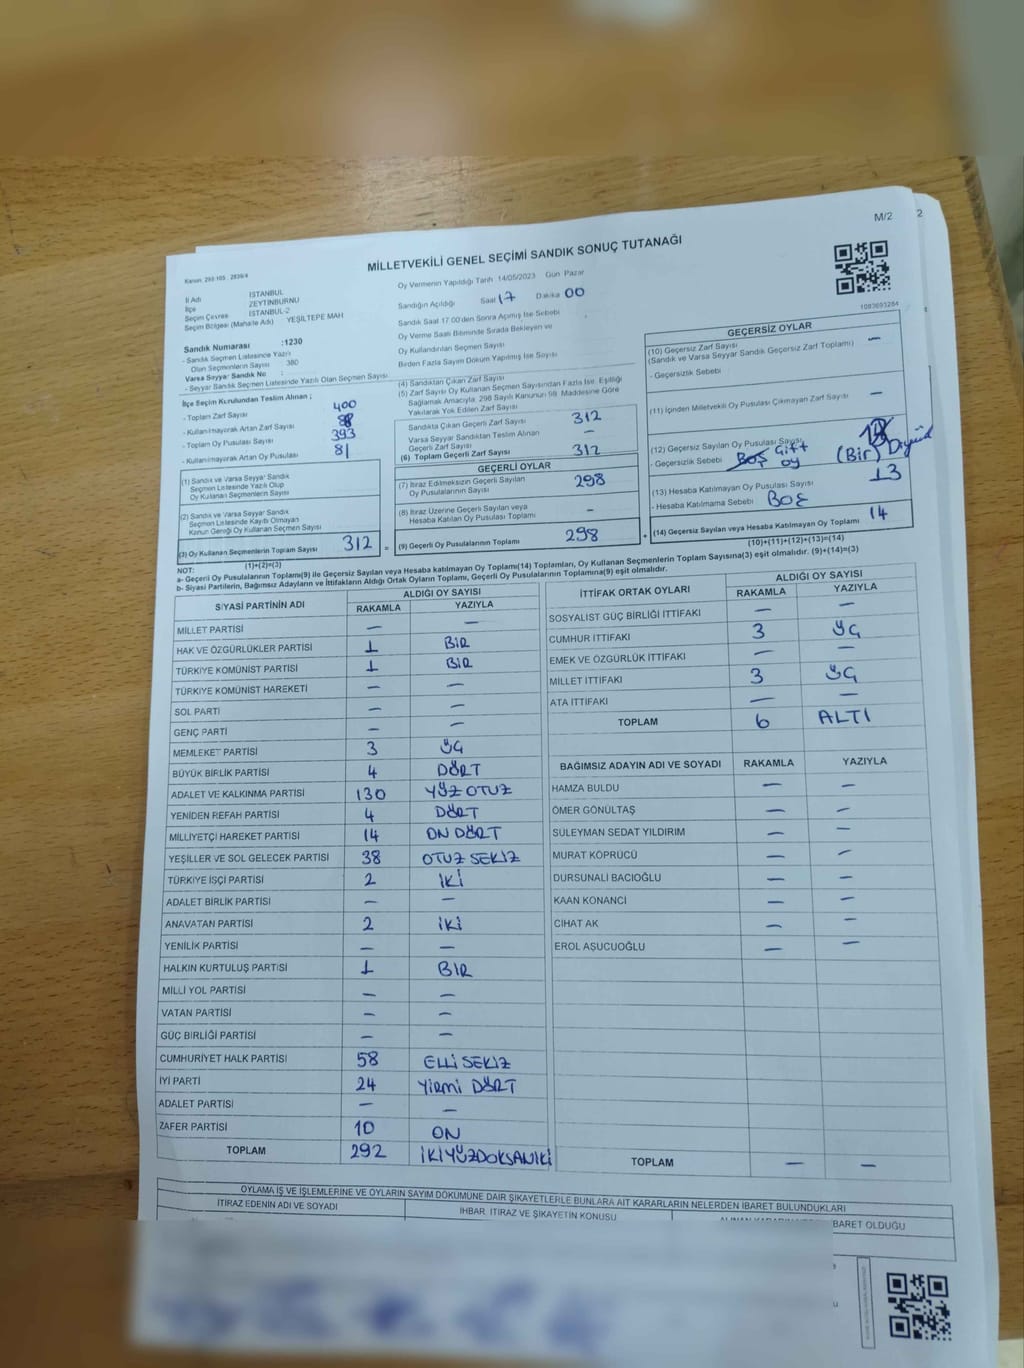 M/2
2
MİLLETVEKİLİ GENEL SEÇİMİ SANDIK SONUÇ TUTANAĞI
Kanun: 298/105, 2839/4
1083693284
İl Adı İSTANBUL
İlçe ZEYTİNBURNU
Seçim Çevresi İSTANBUL-2
Seçim Bölgesi (Mahalle Adı) YEŞİLTEPE MAH
Sandık Numarası :1230
- Sandık Seçmen Listesinde Yazılı
Olan Seçmenlerin Sayısı 380
Varsa Seyyar Sandık No :
- Seyyar Sandık Seçmen Listesinde Yazılı Olan Seçmen Sayısı
Oy Vermenin Yapıldığı Tarih 14/05/2023 Gün Pazar
Sandığın Açıldığı Saat 17 Dakika 00
Sandık Saat 17:00'den Sonra Açılmış İse Sebebi
Oy Verme Saati Bitiminde Sırada Bekleyen ve
Oy Kullandırılan Seçmen Sayısı
Birden Fazla Sayım Döküm Yapılmış İse Sayısı
İlçe Seçim Kurulundan Teslim Alınan ;
- Toplam Zarf Sayısı 400
- Kullanılmayarak Artan Zarf Sayısı
- Toplam Oy Pusulası Sayısı 393
- Kullanılmayarak Artan Oy Pusulası 81
(1) Sandık ve Varsa Seyyar Sandık
Seçmen Listesinde Yazılı Olup
Oy Kullanan Seçmenlerin Sayısı
(2) Sandık ve Varsa Seyyar Sandık
Seçmen Listesinde Kayıtlı Olmayan
Kanun Gereği Oy Kullanan Seçmen Sayısı
(3) Oy Kullanan Seçmenlerin Toplam Sayısı 312
(1)+(2)=(3)
(4) Sandıktan Çıkan Zarf Sayısı
(5) Zarf Sayısı Oy Kullanan Seçmen Sayısından Fazla İse, Eşitliği
Sağlamak Amacıyla, 298 Sayılı Kanunun 98. Maddesine Göre
Yakılarak Yok Edilen Zarf Sayısı
Sandıkta Çıkan Geçerli Zarf Sayısı 312
Varsa Seyyar Sandıktan Teslim Alınan
Geçerli Zarf Sayısı –
(6) Toplam Geçerli Zarf Sayısı 312
GEÇERLİ OYLAR
(7) İtiraz Edilmeksizin Geçerli Sayılan
Oy Pusulalarının Sayısı 298
(8) İtiraz Üzerine Geçerli Sayılan veya
Hesaba Katılan Oy Pusulası Toplamı -
= (9) Geçerli Oy Pusulalarının Toplamı 298 +
GEÇERSİZ OYLAR
(10) Geçersiz Zarf Sayısı
(Sandık ve Varsa Seyyar Sandık Geçersiz Zarf Toplamı) –
- Geçersizlik Sebebi
(11) İçinden Milletvekili Oy Pusulası Çıkmayan Zarf Sayısı –
(12) Geçersiz Sayılan Oy Pusulası Sayısı
- Geçersizlik Sebebi BOŞ Çift oy (Bir)
(13) Hesaba Katılmayan Oy Pusulası Sayısı 13
- Hesaba Katılmama Sebebi BOŞ
(14) Geçersiz Sayılan veya Hesaba Katılmayan Oy Toplamı 14
(10)+(11)+(12)+(13)=(14)
NOT:
a- Geçerli Oy Pusulalarının Toplamı(9) ile Geçersiz Sayılan veya Hesaba katılmayan Oy Toplamı(14) Toplamları, Oy Kullanan Seçmenlerin Toplam Sayısına(3) eşit olmalıdır. (9)+(14)=(3)
b- Siyasi Partilerin, Bağımsız Adayların ve İttifakların Aldığı Ortak Oyların Toplamı, Geçerli Oy Pusulalarının Toplamına(9) eşit olmalıdır.
SİYASİ PARTİNİN ADI ALDIĞI OY SAYISI
RAKAMLA YAZIYLA
MİLLET PARTİSİ – –
HAK VE ÖZGÜRLÜKLER PARTİSİ 1 BİR
TÜRKİYE KOMÜNİST PARTİSİ 1 BİR
TÜRKİYE KOMÜNİST HAREKETİ – –
SOL PARTİ – –
GENÇ PARTİ – –
MEMLEKET PARTİSİ 3 ÜÇ
BÜYÜK BİRLİK PARTİSİ 4 DÖRT
ADALET VE KALKINMA PARTİSİ 130 YÜZ OTUZ
YENİDEN REFAH PARTİSİ 4 DÖRT
MİLLİYETÇİ HAREKET PARTİSİ 14 ON DÖRT
YEŞİLLER VE SOL GELECEK PARTİSİ 38 OTUZ SEKİZ
TÜRKİYE İŞÇİ PARTİSİ 2 İKİ
ADALET BİRLİK PARTİSİ – –
ANAVATAN PARTİSİ 2 İKİ
YENİLİK PARTİSİ – –
HALKIN KURTULUŞ PARTİSİ 1 BİR
MİLLİ YOL PARTİSİ – –
VATAN PARTİSİ – –
GÜÇ BİRLİĞİ PARTİSİ – –
CUMHURİYET HALK PARTİSİ 58 ELLİ SEKİZ
İYİ PARTİ 24 YİRMİ DÖRT
ADALET PARTİSİ – –
ZAFER PARTİSİ 10 ON
TOPLAM 292 İKİYÜZDOKSANİKİ
İTTİFAK ORTAK OYLARI ALDIĞI OY SAYISI
RAKAMLA YAZIYLA
SOSYALİST GÜÇ BİRLİĞİ İTTİFAKI – –
CUMHUR İTTİFAKI 3 ÜÇ
EMEK VE ÖZGÜRLÜK İTTİFAKI – –
MİLLET İTTİFAKI 3 ÜÇ
ATA İTTİFAKI – –
TOPLAM 6 ALTI
BAĞIMSIZ ADAYIN ADI VE SOYADI RAKAMLA YAZIYLA
HAMZA BULDU – –
ÖMER GÖNÜLTAŞ – –
SÜLEYMAN SEDAT YILDIRIM – –
MURAT KÖPRÜCÜ – –
DURSUNALİ BACIOĞLU – –
KAAN KONANCİ – –
CİHAT AK – –
EROL AŞUCUOĞLU – –
TOPLAM – –
OYLAMA İŞ VE İŞLEMLERİNE VE OYLARIN SAYIM DÖKÜMÜNE DAİR ŞİKAYETLERLE BUNLARA AİT KARARLARIN NELERDEN İBARET BULUNDUKLARI
İTİRAZ EDENİN ADI VE SOYADI İHBAR, İTİRAZ VE ŞİKAYETİN KONUSU BARET OLDUĞU